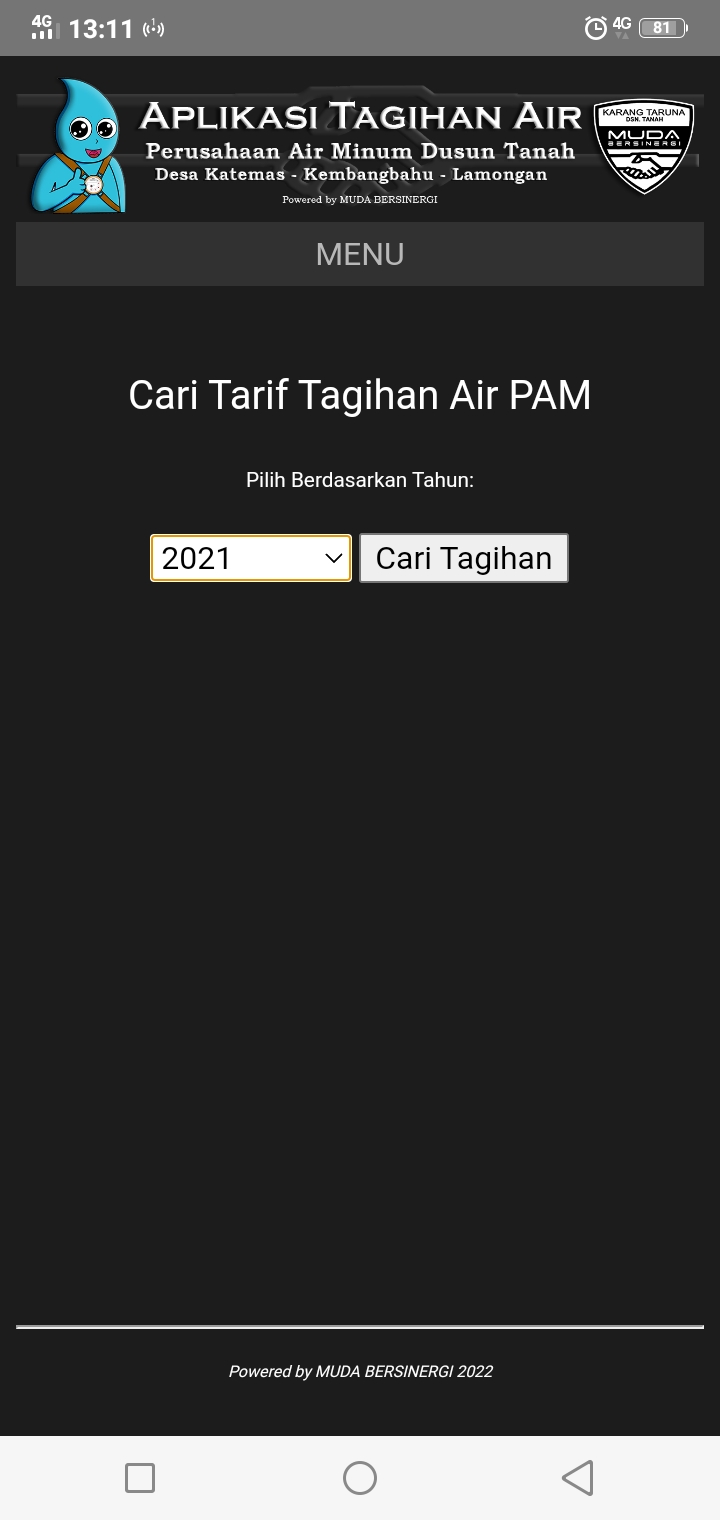 4G 13:11 4G 81
APLIKASI TAGIHAN AIR
Perusahaan Air Minum Dusun Tanah
Desa Katemas - Kembangbahu - Lamongan
Powered by MUDA BERSINERGI
KARANG TARUNA
DSN. TANAH
MUDA
BERSINERGI
MENU
Cari Tarif Tagihan Air PAM
Pilih Berdasarkan Tahun:
2021 Cari Tagihan
Powered by MUDA BERSINERGI 2022